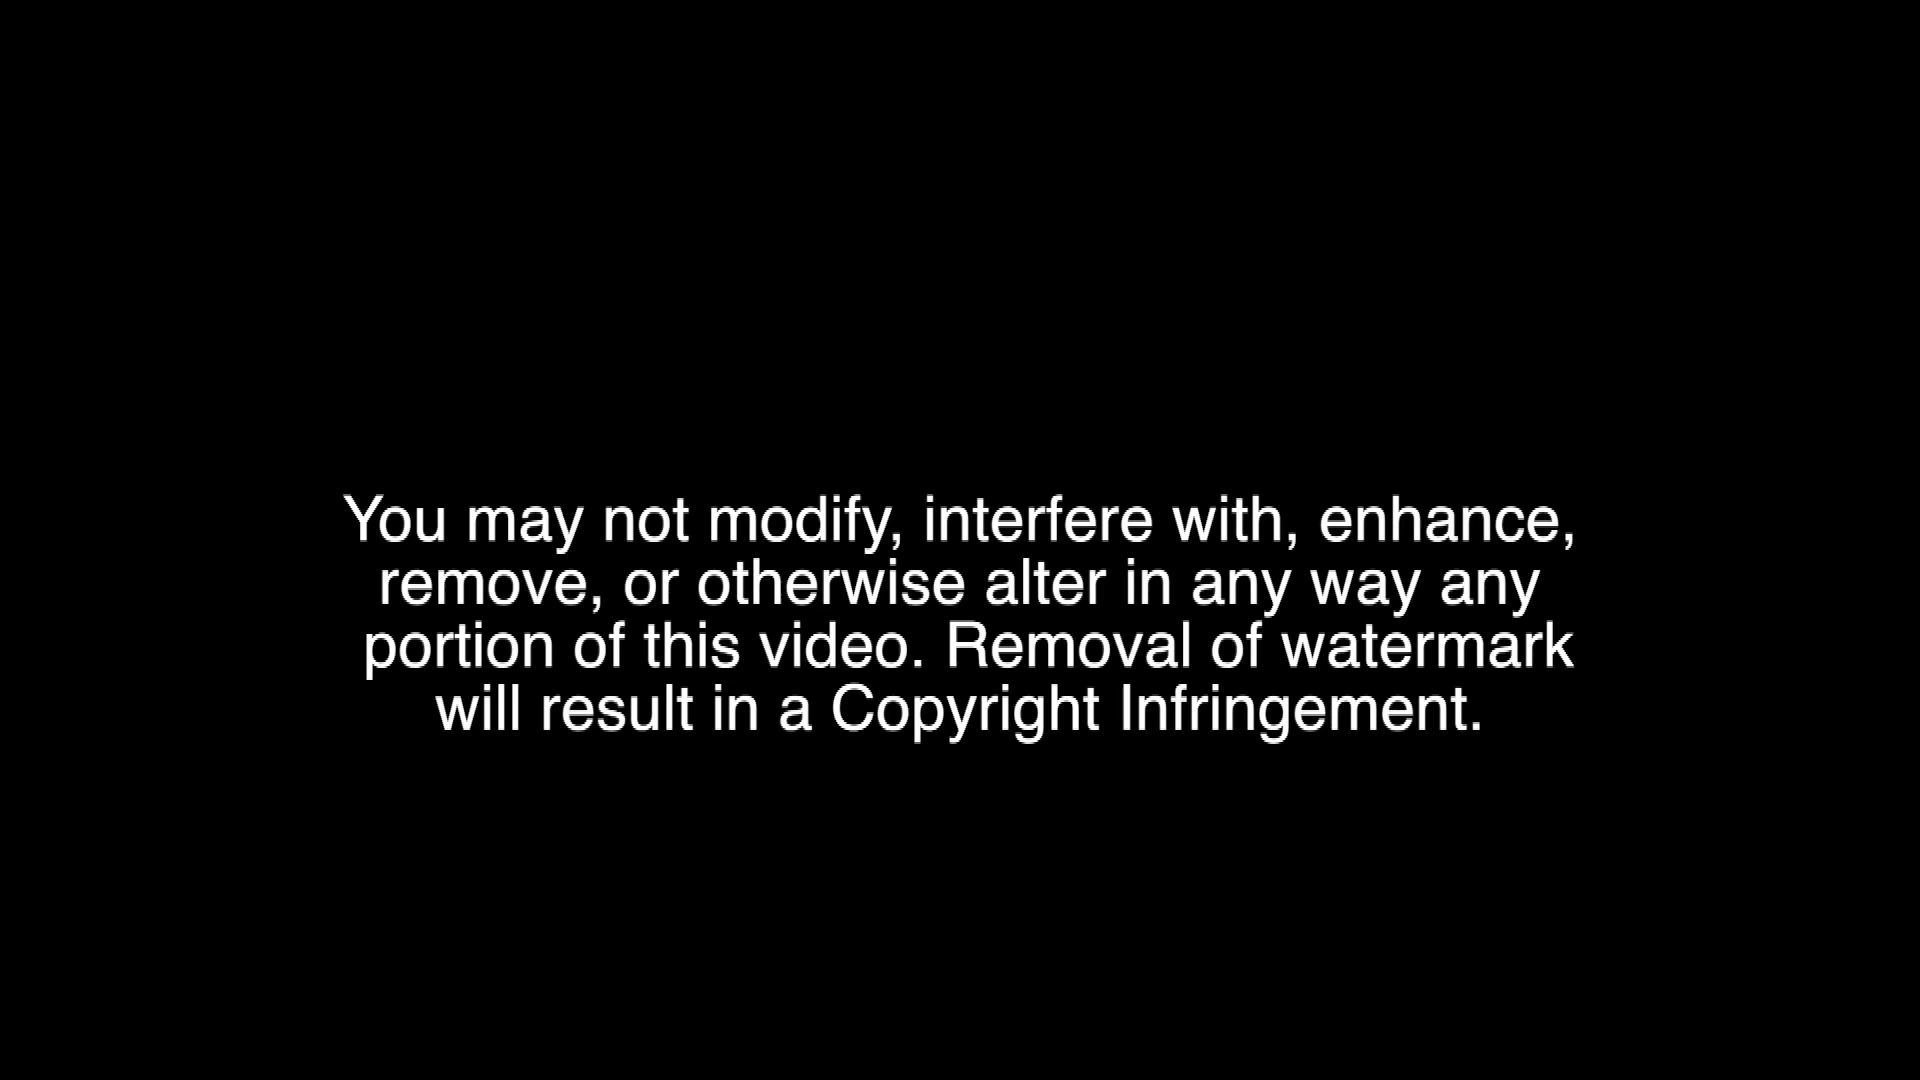 You may not modify, interfere with, enhance,
remove, or otherwise alter in any way any
portion of this video. Removal of watermark
will result in a Copyright Infringement.